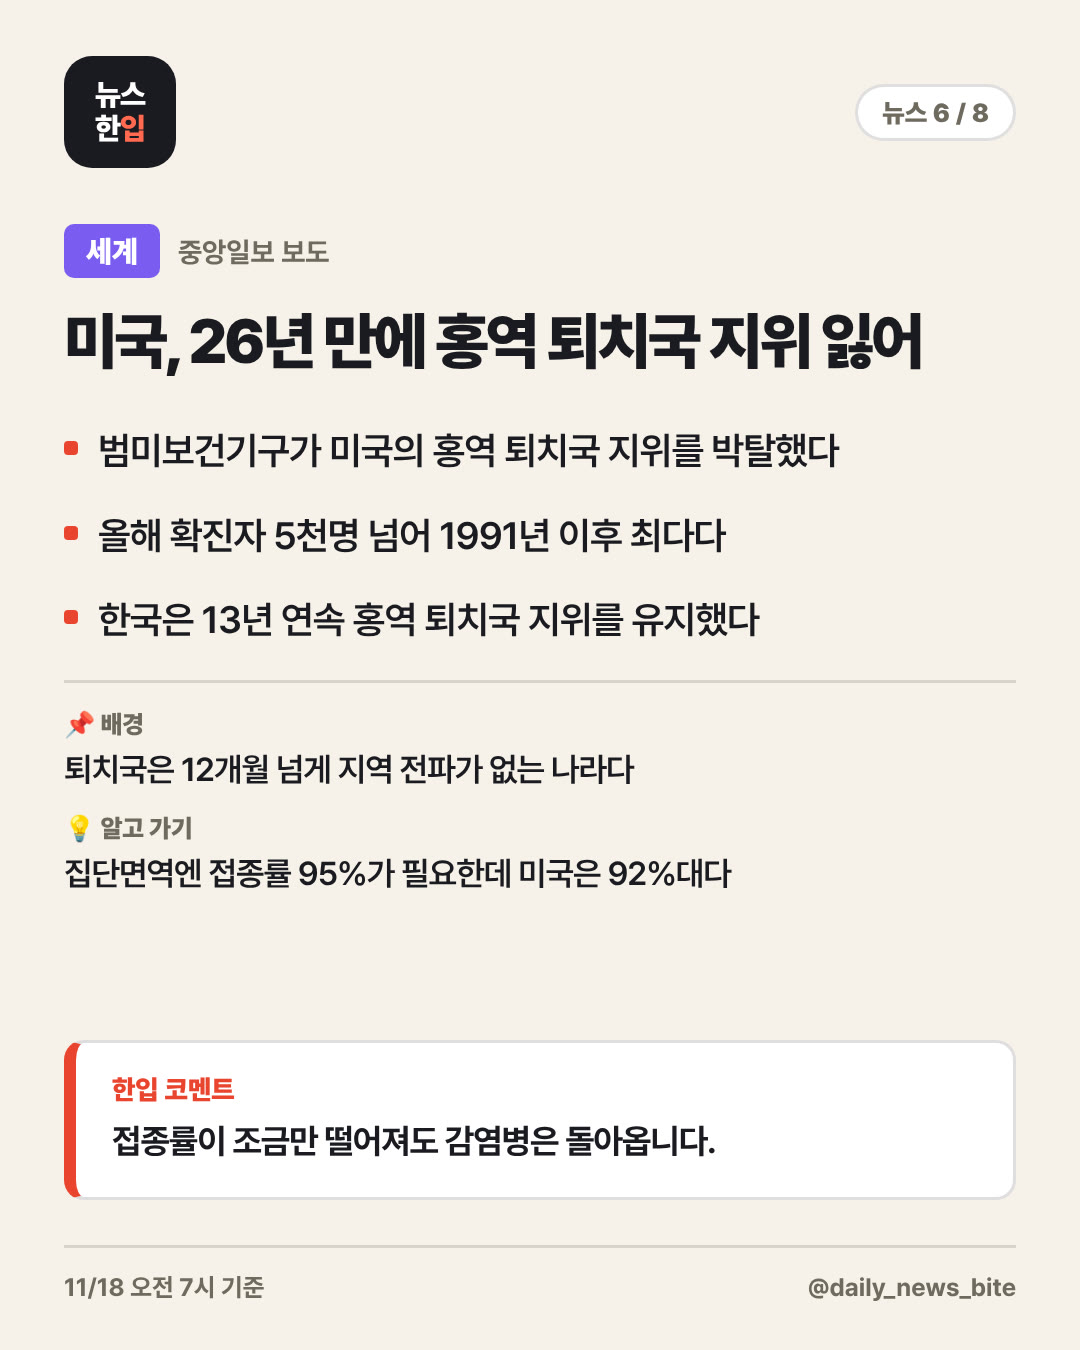 뉴스
한입
뉴스 6 / 8
세계 중앙일보 보도
미국, 26년 만에 홍역 퇴치국 지위 잃어
범미보건기구가 미국의 홍역 퇴치국 지위를 박탈했다
올해 확진자 5천명 넘어 1991년 이후 최다다
한국은 13년 연속 홍역 퇴치국 지위를 유지했다
📌 배경
퇴치국은 12개월 넘게 지역 전파가 없는 나라다
💡 알고 가기
집단면역엔 접종률 95%가 필요한데 미국은 92%대다
한입 코멘트
접종률이 조금만 떨어져도 감염병은 돌아옵니다.
11/18 오전 7시 기준
@daily_news_bite